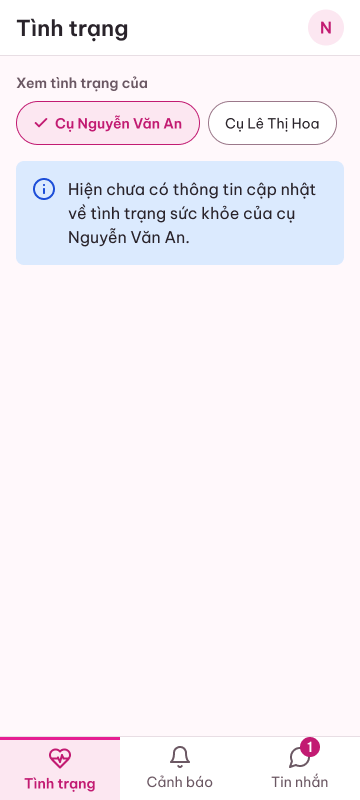 Tình trạng
N
Xem tình trạng của
Cụ Nguyễn Văn An
Cụ Lê Thị Hoa
Hiện chưa có thông tin cập nhật
về tình trạng sức khỏe của cụ
Nguyễn Văn An.
1
Tình trạng
Cảnh báo
Tin nhắn